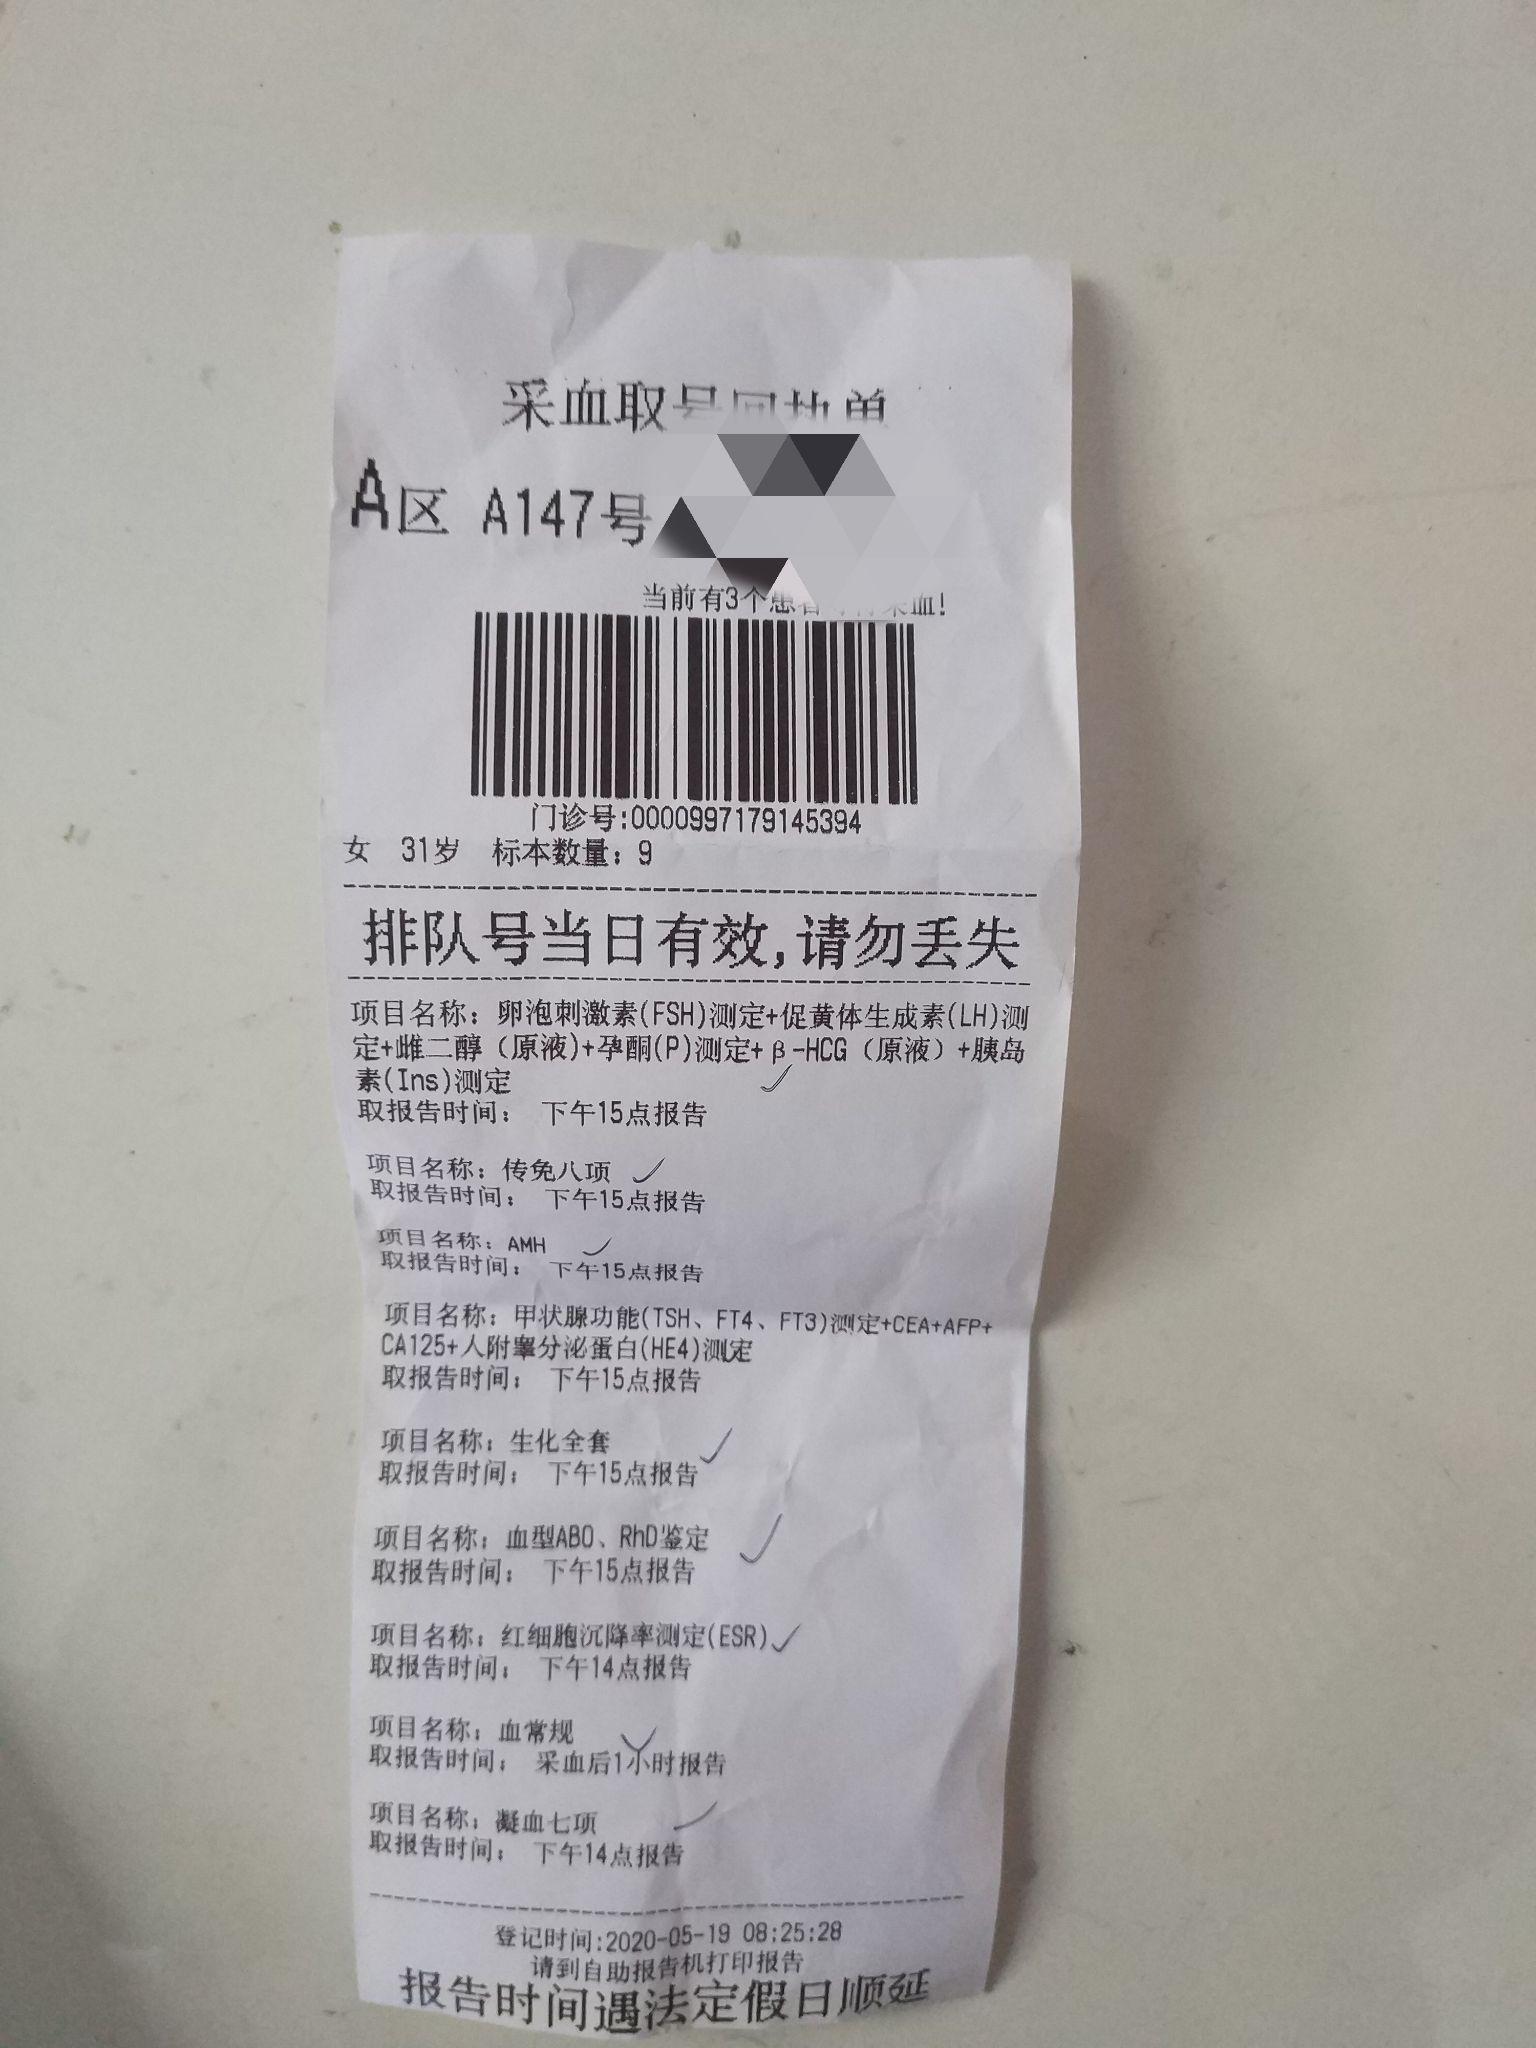 采血取号回执单
A区 A147号
当前有3个患者等待采血!
门诊号:0000997179145394
女 31岁 标本数量: 9
排队号当日有效,请勿丢失
项目名称: 卵泡刺激素(FSH)测定+促黄体生成素(LH)测
定+雌二醇（原液)+孕酮(P)测定+β-HCG（原液）+胰岛
素(Ins)测定
取报告时间: 下午15点报告
项目名称: 传免八项
取报告时间: 下午15点报告
项目名称: AMH
取报告时间: 下午15点报告
项目名称: 甲状腺功能(TSH、FT4、FT3)测定+CEA+AFP+
CA125+人附睾分泌蛋白(HE4)测定
取报告时间: 下午15点报告
项目名称: 生化全套
取报告时间: 下午15点报告
项目名称: 血型ABO、RhD鉴定
取报告时间: 下午15点报告
项目名称: 红细胞沉降率测定(ESR)
取报告时间: 下午14点报告
项目名称: 血常规
取报告时间: 采血后1小时报告
项目名称: 凝血七项
取报告时间: 下午14点报告
登记时间:2020-05-19 08:25:28
请到自助报告机打印报告
报告时间遇法定假日顺延